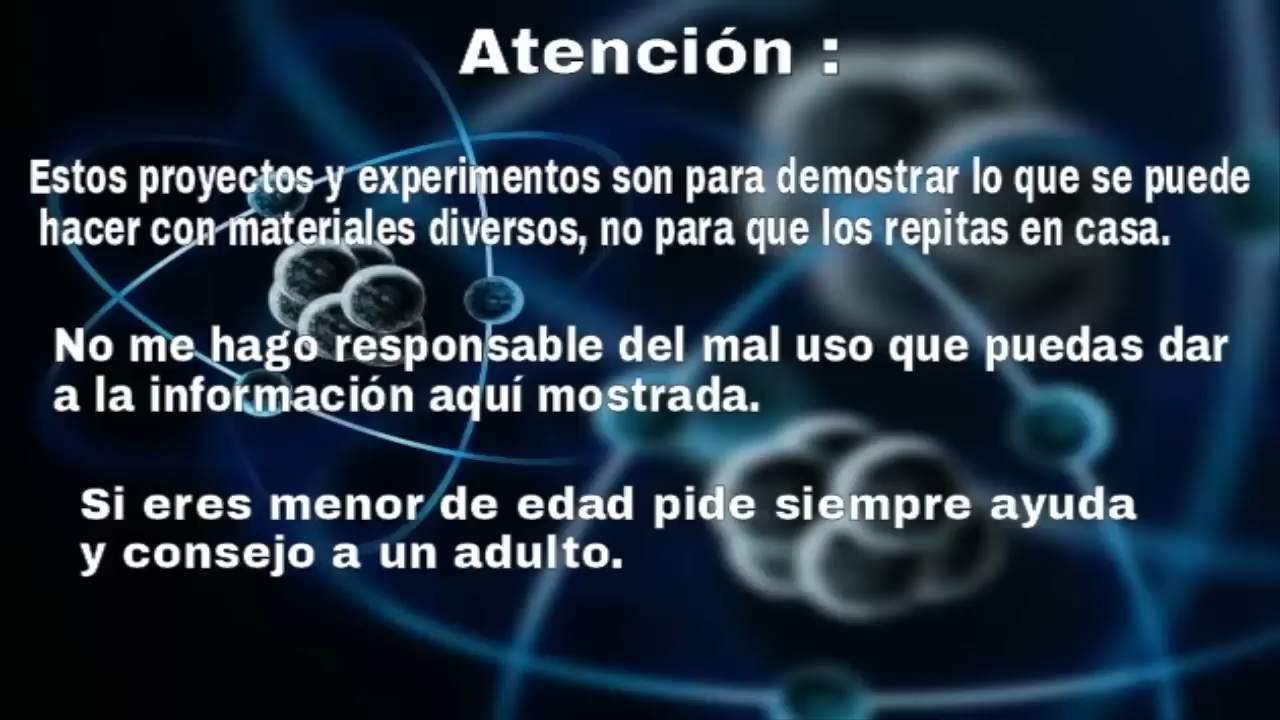 Atención :
Estos proyectos y experimentos son para demostrar lo que se puede
hacer con materiales diversos, no para que los repitas en casa.
No me hago responsable del mal uso que puedas dar
a la información aquí mostrada.
Si eres menor de edad pide siempre ayuda
y consejo a un adulto.